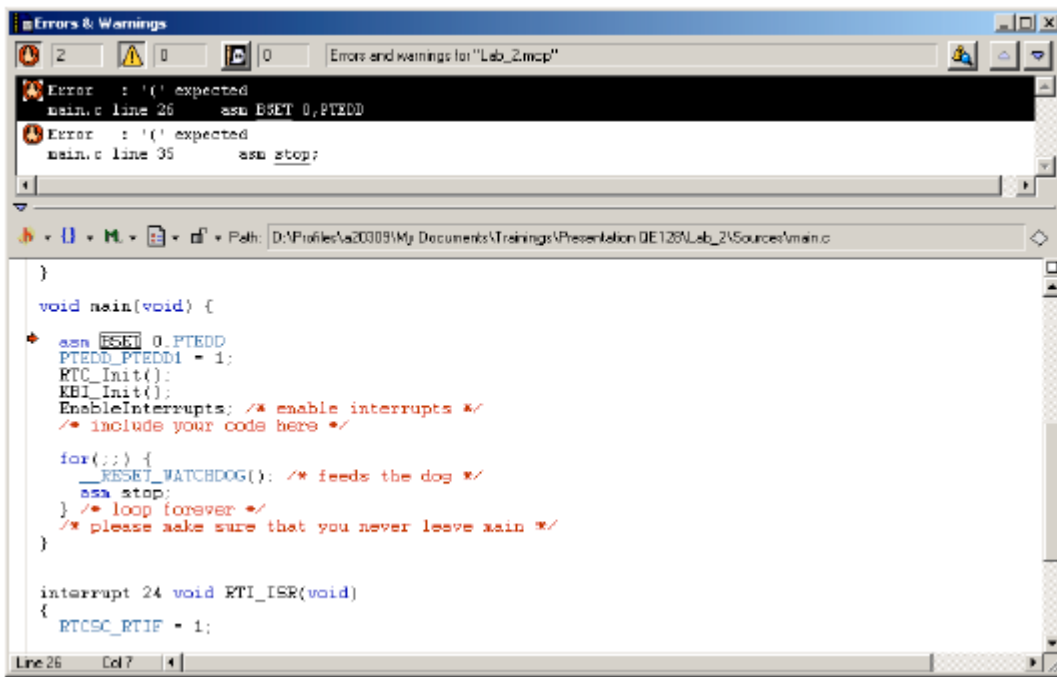 Errors & Warnings
2 0 0 Errors and warnings for "Lab_2.mcp"
Error : '(' expected
main.c line 26 asm BSET 0,PTEDD
Error : '(' expected
main.c line 35 asm stop;
Path: D:\Profiles\a20309\My Documents\Trainings\Presentation QE128\Lab_2\Sources\main.c
}
void main(void) {
asm BSET 0,PTEDD
PTEDD_PTEDD1 = 1;
RTC_Init();
KBI_Init();
EnableInterrupts; /* enable interrupts */
/* include your code here */
for(;;) {
__RESET_WATCHDOG(); /* feeds the dog */
asm stop;
} /* loop forever */
/* please make sure that you never leave main */
}
interrupt 24 void RTI_ISR(void)
{
RTCSC_RTIF = 1;
Line 26 Col 7